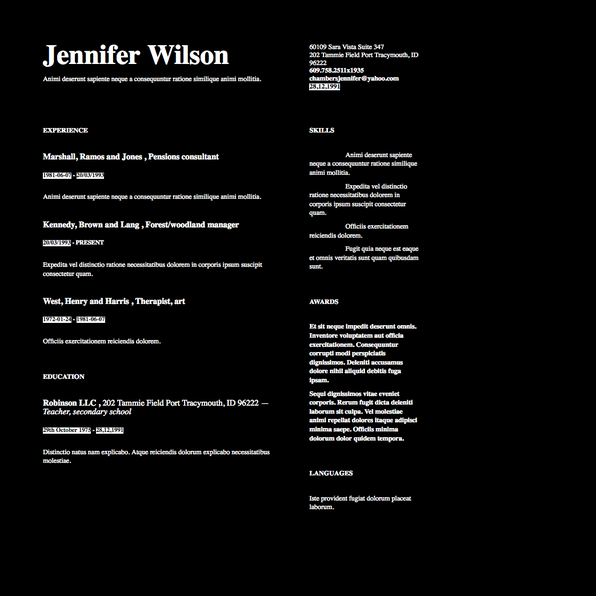 Jennifer Wilson
Animi deserunt sapiente neque a consequuntur ratione similique animi mollitia.
60109 Sara Vista Suite 347
202 Tammie Field Port Tracymouth, ID
96222
609.758.2511x1935
chambersjennifer@yahoo.com
28.12.1991
EXPERIENCE
Marshall, Ramos and Jones , Pensions consultant
1981-06-07 - 20/03/1993
Animi deserunt sapiente neque a consequuntur ratione similique animi mollitia.
Kennedy, Brown and Lang , Forest/woodland manager
20/03/1993 - PRESENT
Expedita vel distinctio ratione necessitatibus dolorem in corporis ipsum suscipit
consectetur quam.
West, Henry and Harris , Therapist, art
1972-01-24 - 1981-06-07
Officiis exercitationem reiciendis dolorem.
EDUCATION
Robinson LLC , 202 Tammie Field Port Tracymouth, ID 96222 —
Teacher, secondary school
29th October 1972 - 28.12.1991
Distinctio natus nam explicabo. Atque reiciendis dolorum explicabo necessitatibus
molestiae.
SKILLS
Animi deserunt sapiente
neque a consequuntur ratione similique
animi mollitia.
Expedita vel distinctio
ratione necessitatibus dolorem in
corporis ipsum suscipit consectetur
quam.
Officiis exercitationem
reiciendis dolorem.
Fugit quia neque est eaque
et omnis veritatis sunt quam quibusdam
sunt.
AWARDS
Et sit neque impedit deserunt omnis.
Inventore voluptatem aut officia
exercitationem. Consequuntur
corrupti modi perspiciatis
dignissimos. Deleniti accusamus
dolore nihil aliquid debitis fuga
ipsam.
Sequi dignissimos vitae eveniet
corporis. Rerum fugit dicta deleniti
laborum sit culpa. Vel molestiae
animi repellat dolores itaque adipisci
minima saepe. Officiis minima
dolorum dolor quidem tempora.
LANGUAGES
Iste provident fugiat dolorum placeat
laborum.